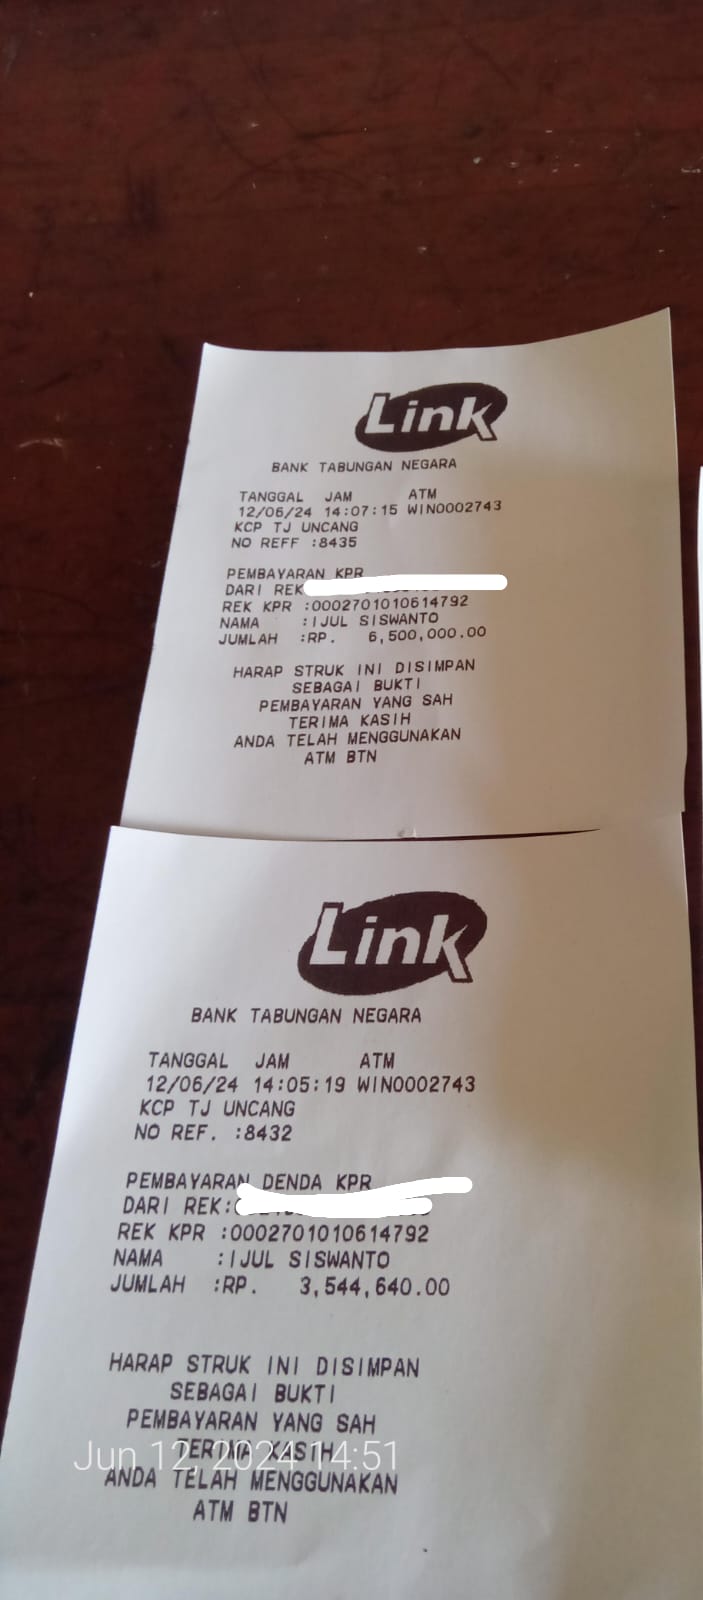 Link
BANK TABUNGAN NEGARA
TANGGAL JAM ATM
12/06/24 14:07:15 WIN0002743
KCP TJ UNCANG
NO REFF :8435
PEMBAYARAN KPR
DARI REK
REK KPR :0002701010614792
NAMA :IJUL SISWANTO
JUMLAH :RP. 6,500,000.00
HARAP STRUK INI DISIMPAN
SEBAGAI BUKTI
PEMBAYARAN YANG SAH
TERIMA KASIH
ANDA TELAH MENGGUNAKAN
ATM BTN
Link
BANK TABUNGAN NEGARA
TANGGAL JAM ATM
12/06/24 14:05:19 WIN0002743
KCP TJ UNCANG
NO REF. :8432
PEMBAYARAN DENDA KPR
DARI REK:
REK KPR :0002701010614792
NAMA :IJUL SISWANTO
JUMLAH :RP. 3,544,640.00
HARAP STRUK INI DISIMPAN
SEBAGAI BUKTI
PEMBAYARAN YANG SAH
TERIMA KASIH
Jun 12, 2024 14:51
ANDA TELAH MENGGUNAKAN
ATM BTN